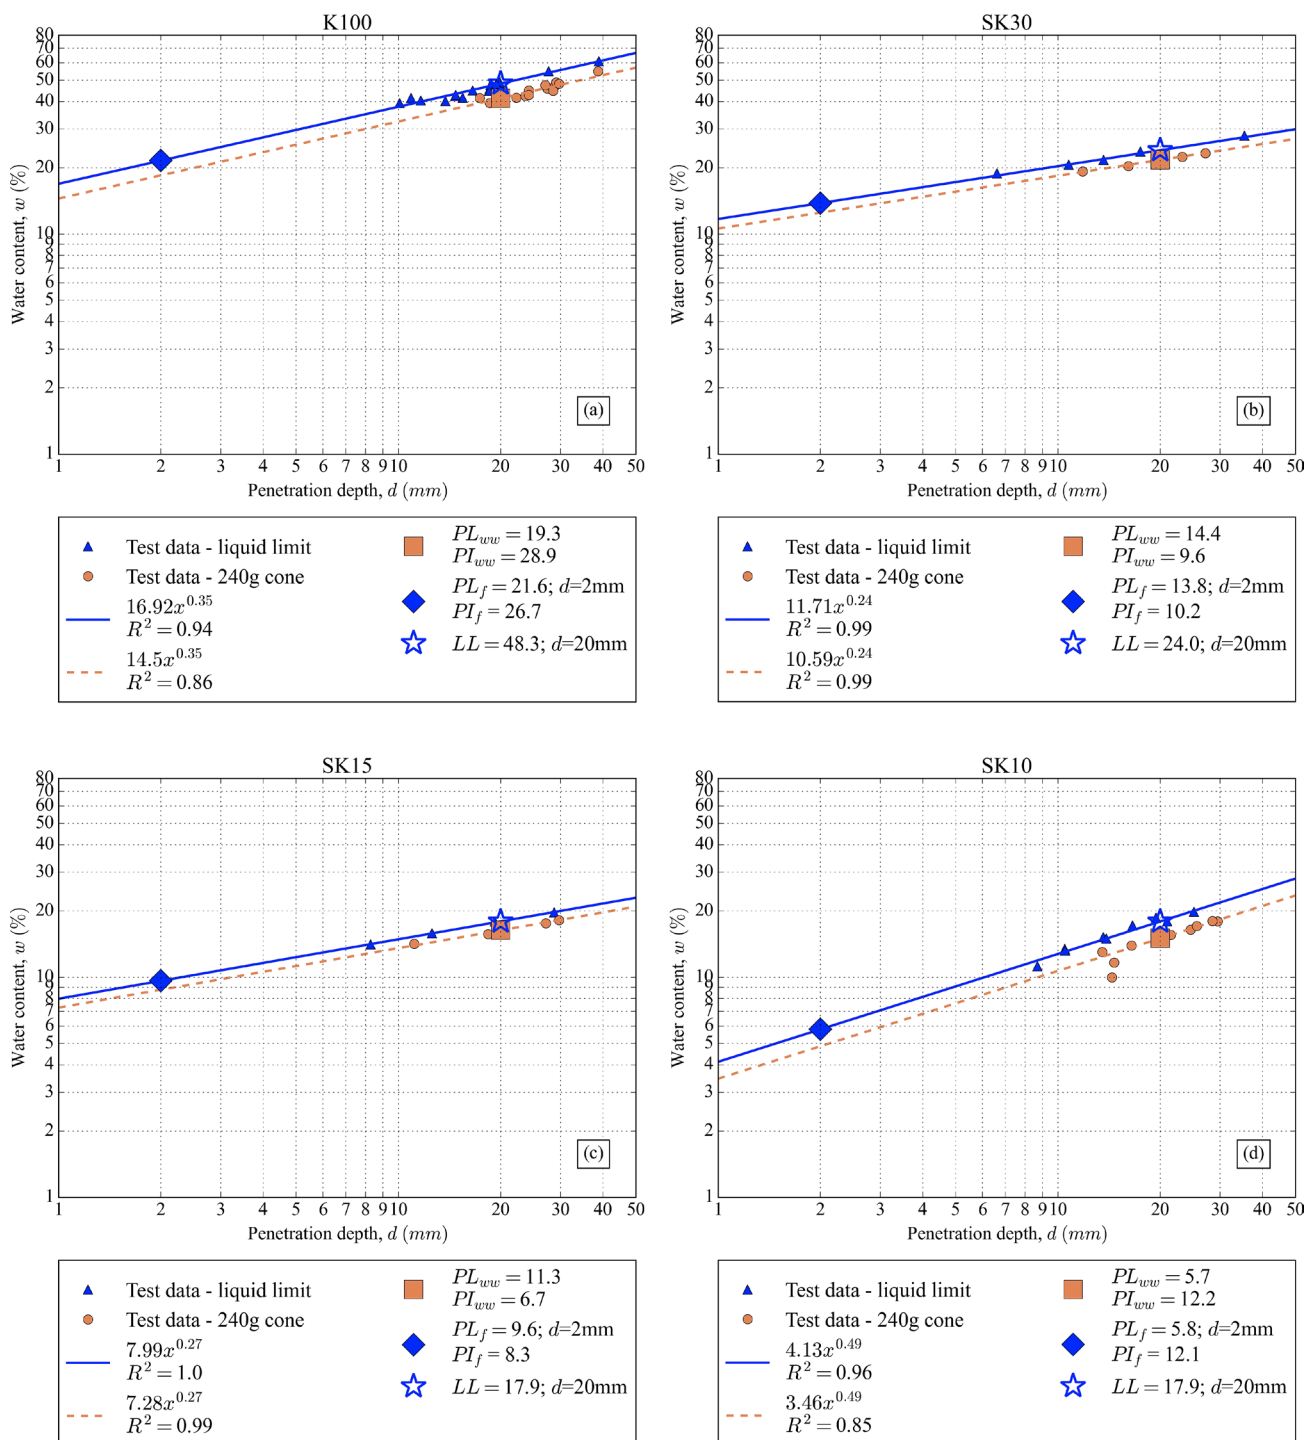 K100
80
70
60
50
40
30
20
10
9
8
7
6
5
4
3
2
1
Water content, w (%)
1 2 3 4 5 6 7 8 9 10 20 30 40 50
Penetration depth, d (mm)
(a)
Test data - liquid limit
Test data - 240g cone
16.92x^0.35
R² = 0.94
14.5x^0.35
R² = 0.86
PL_ww = 19.3
PI_ww = 28.9
PL_f = 21.6; d=2mm
PI_f = 26.7
LL = 48.3; d=20mm
SK30
80
70
60
50
40
30
20
10
9
8
7
6
5
4
3
2
1
Water content, w (%)
1 2 3 4 5 6 7 8 9 10 20 30 40 50
Penetration depth, d (mm)
(b)
Test data - liquid limit
Test data - 240g cone
11.71x^0.24
R² = 0.99
10.59x^0.24
R² = 0.99
PL_ww = 14.4
PI_ww = 9.6
PL_f = 13.8; d=2mm
PI_f = 10.2
LL = 24.0; d=20mm
SK15
80
70
60
50
40
30
20
10
9
8
7
6
5
4
3
2
1
Water content, w (%)
1 2 3 4 5 6 7 8 9 10 20 30 40 50
Penetration depth, d (mm)
(c)
Test data - liquid limit
Test data - 240g cone
7.99x^0.27
R² = 1.0
7.28x^0.27
R² = 0.99
PL_ww = 11.3
PI_ww = 6.7
PL_f = 9.6; d=2mm
PI_f = 8.3
LL = 17.9; d=20mm
SK10
80
70
60
50
40
30
20
10
9
8
7
6
5
4
3
2
1
Water content, w (%)
1 2 3 4 5 6 7 8 9 10 20 30 40 50
Penetration depth, d (mm)
(d)
Test data - liquid limit
Test data - 240g cone
4.13x^0.49
R² = 0.96
3.46x^0.49
R² = 0.85
PL_ww = 5.7
PI_ww = 12.2
PL_f = 5.8; d=2mm
PI_f = 12.1
LL = 17.9; d=20mm